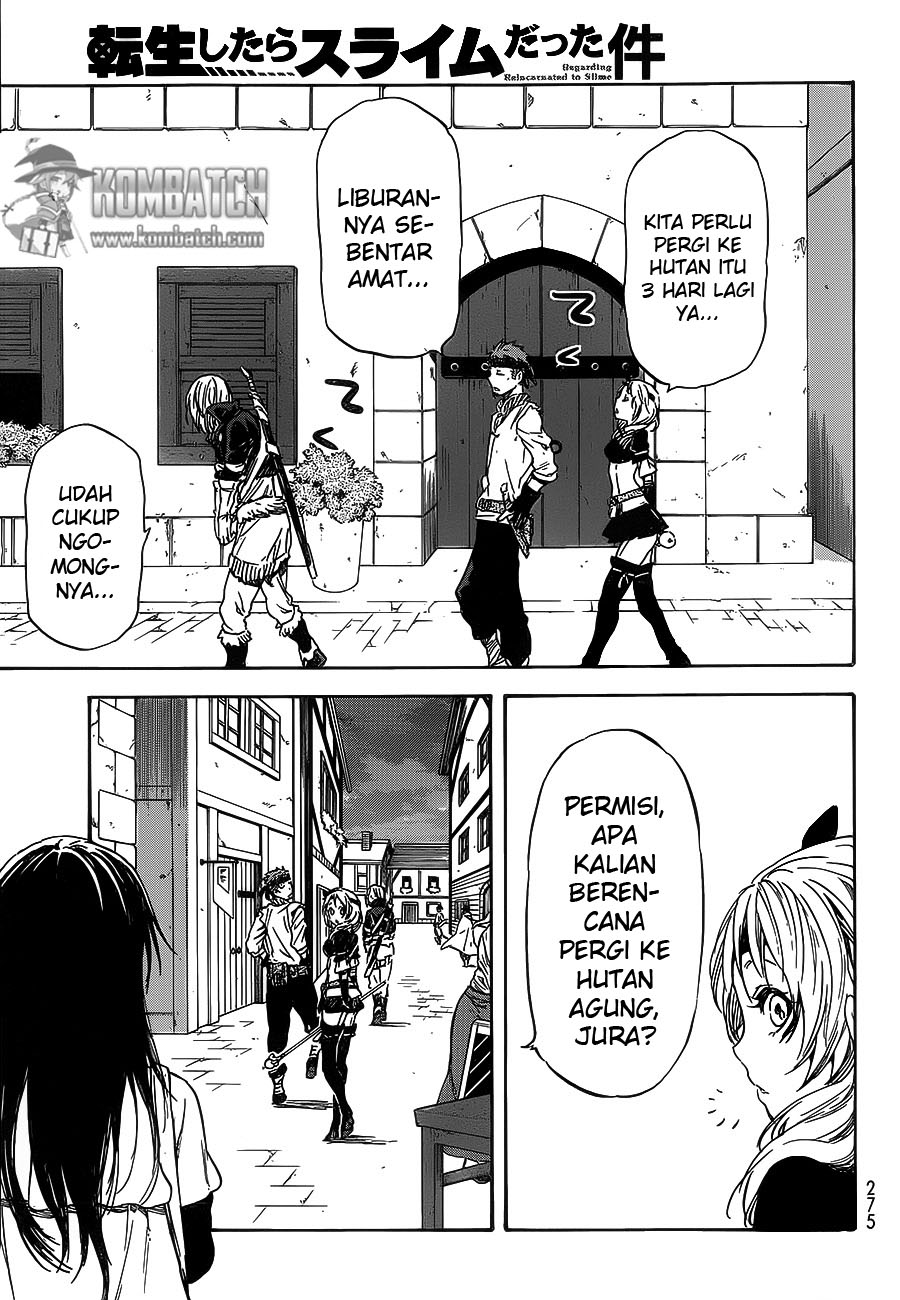 転生したらスライムだった件
Regarding
Reincarnated to Slime
KOMBATCH
www.kombatch.com
KITA PERLU
PERGI KE
HUTAN ITU
3 HARI LAGI
YA...
LIBURAN-
NYA SE-
BENTAR
AMAT...
UDAH
CUKUP
NGO-
MONG-
NYA...
PERMISI,
APA
KALIAN
BEREN-
CANA
PERGI KE
HUTAN
AGUNG,
JURA?
275